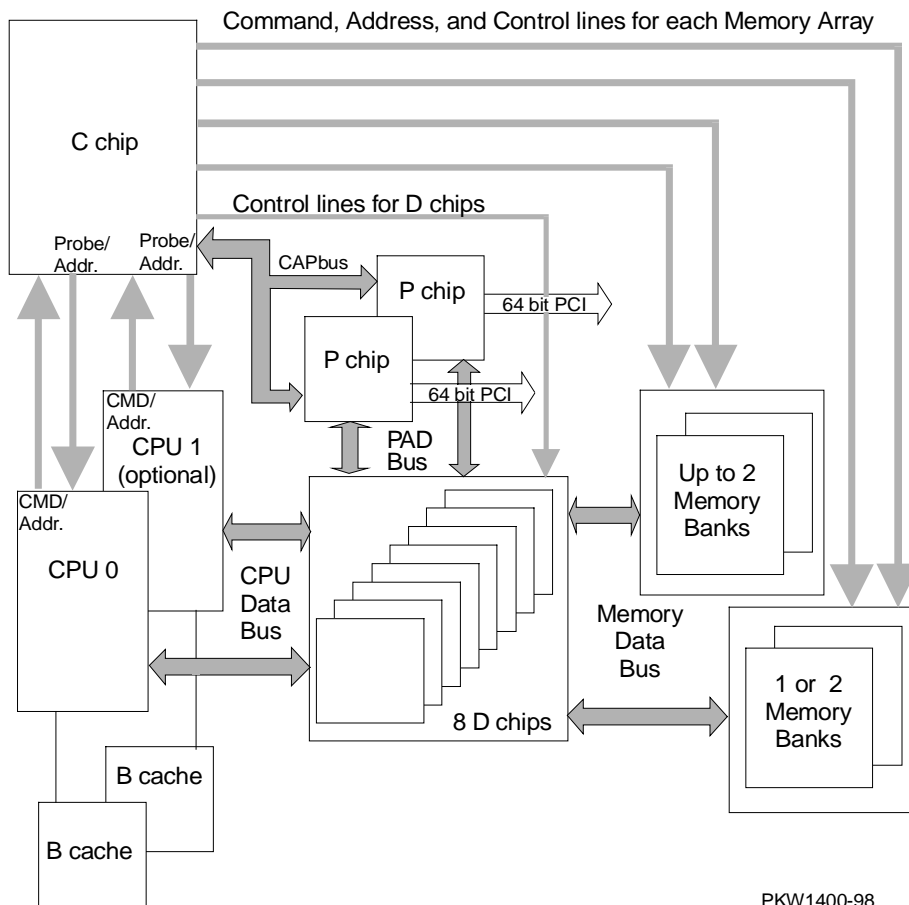 Command, Address, and Control lines for each Memory Array
C chip
Control lines for D chips
Probe/
Addr.
Probe/
Addr.
CAPbus
P chip
64 bit PCI
P chip
64 bit PCI
CMD/
Addr.
CPU 1
(optional)
PAD
Bus
Up to 2
Memory
Banks
CMD/
Addr.
CPU 0
CPU
Data
Bus
Memory
Data
Bus
1 or 2
Memory
Banks
8 D chips
B cache
B cache
PKW1400-98